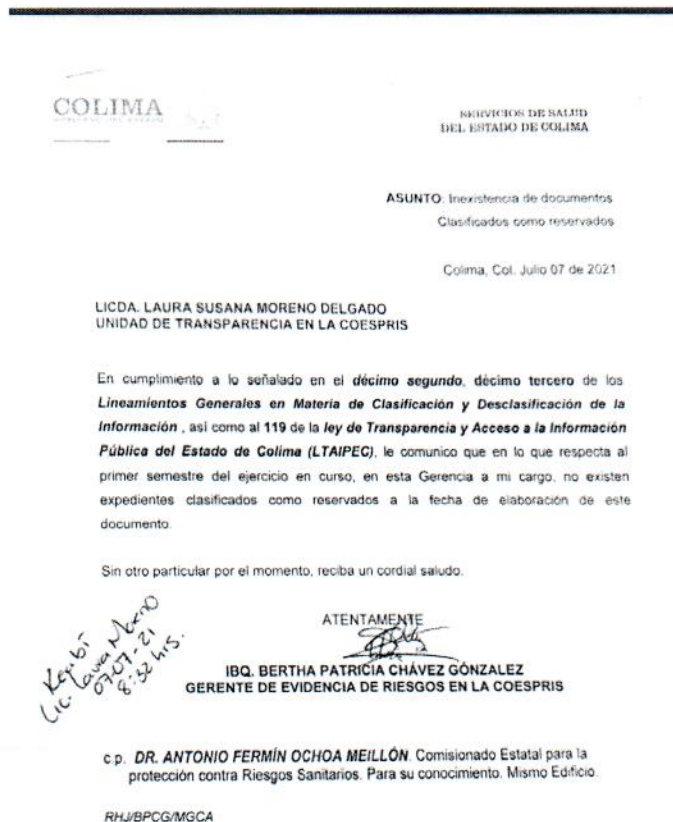 COLIMA
GOBIERNO DEL ESTADO
SERVICIOS DE SALUD
DEL ESTADO DE COLIMA
ASUNTO: Inexistencia de documentos
Clasificados como reservados
Colima, Col. Julio 07 de 2021
LICDA. LAURA SUSANA MORENO DELGADO
UNIDAD DE TRANSPARENCIA EN LA COESPRIS
En cumplimiento a lo señalado en el décimo segundo, décimo tercero de los
Lineamientos Generales en Materia de Clasificación y Desclasificación de la
Información , así como al 119 de la ley de Transparencia y Acceso a la Información
Pública del Estado de Colima (LTAIPEC), le comunico que en lo que respecta al
primer semestre del ejercicio en curso, en esta Gerencia a mi cargo, no existen
expedientes clasificados como reservados a la fecha de elaboración de este
documento.
Sin otro particular por el momento, reciba un cordial saludo.
Recibí
Lic. Laura Moreno
07-07-21
8:32 hrs.
ATENTAMENTE
IBQ. BERTHA PATRICIA CHÁVEZ GÓNZALEZ
GERENTE DE EVIDENCIA DE RIESGOS EN LA COESPRIS
c.p. DR. ANTONIO FERMÍN OCHOA MEILLÓN. Comisionado Estatal para la
protección contra Riesgos Sanitarios. Para su conocimiento. Mismo Edificio.
RHJ/BPCG/MGCA